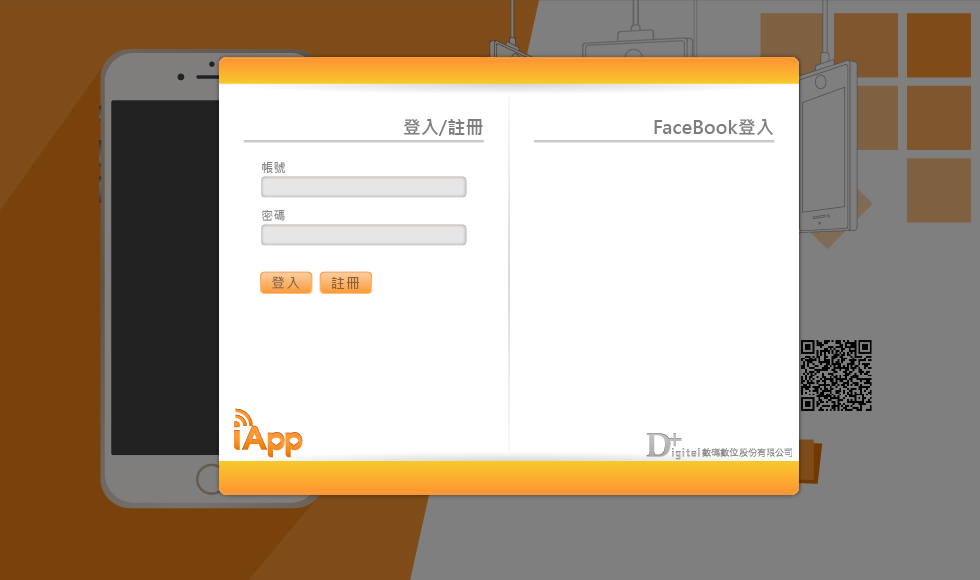 登入/註冊
帳號
密碼
登入 註冊
FaceBook登入
iApp
D+igitel 數碼數位股份有限公司